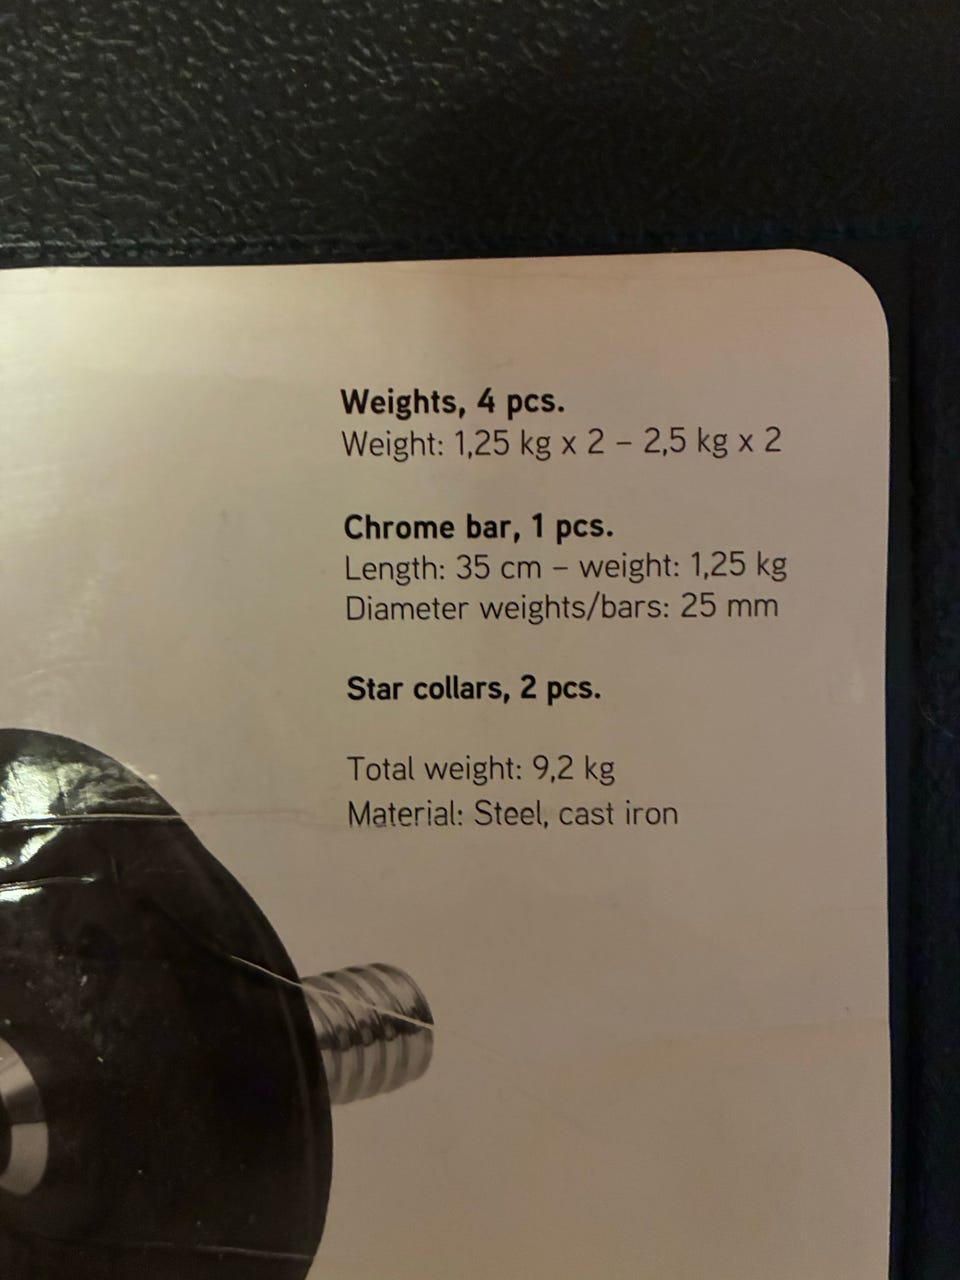 Weights, 4 pcs.
Weight: 1,25 kg x 2 – 2,5 kg x 2
Chrome bar, 1 pcs.
Length: 35 cm – weight: 1,25 kg
Diameter weights/bars: 25 mm
Star collars, 2 pcs.
Total weight: 9,2 kg
Material: Steel, cast iron